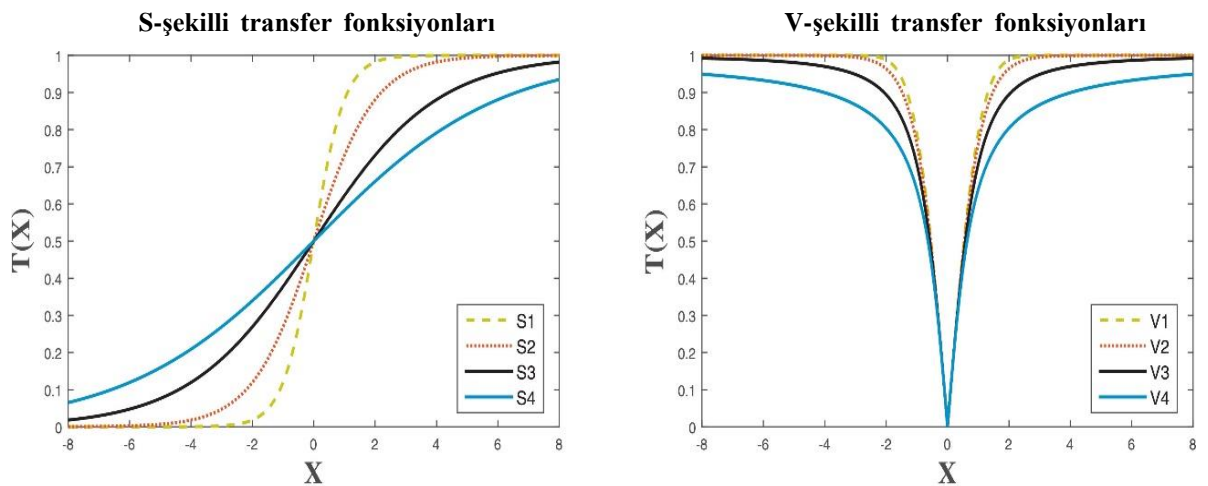 S-şekilli transfer fonksiyonları
1
0.9
0.8
0.7
0.6
0.5
0.4
0.3
0.2
0.1
0
T(X)
S1
S2
S3
S4
-8 -6 -4 -2 0 2 4 6 8
X
V-şekilli transfer fonksiyonları
1
0.9
0.8
0.7
0.6
0.5
0.4
0.3
0.2
0.1
0
T(X)
V1
V2
V3
V4
-8 -6 -4 -2 0 2 4 6 8
X